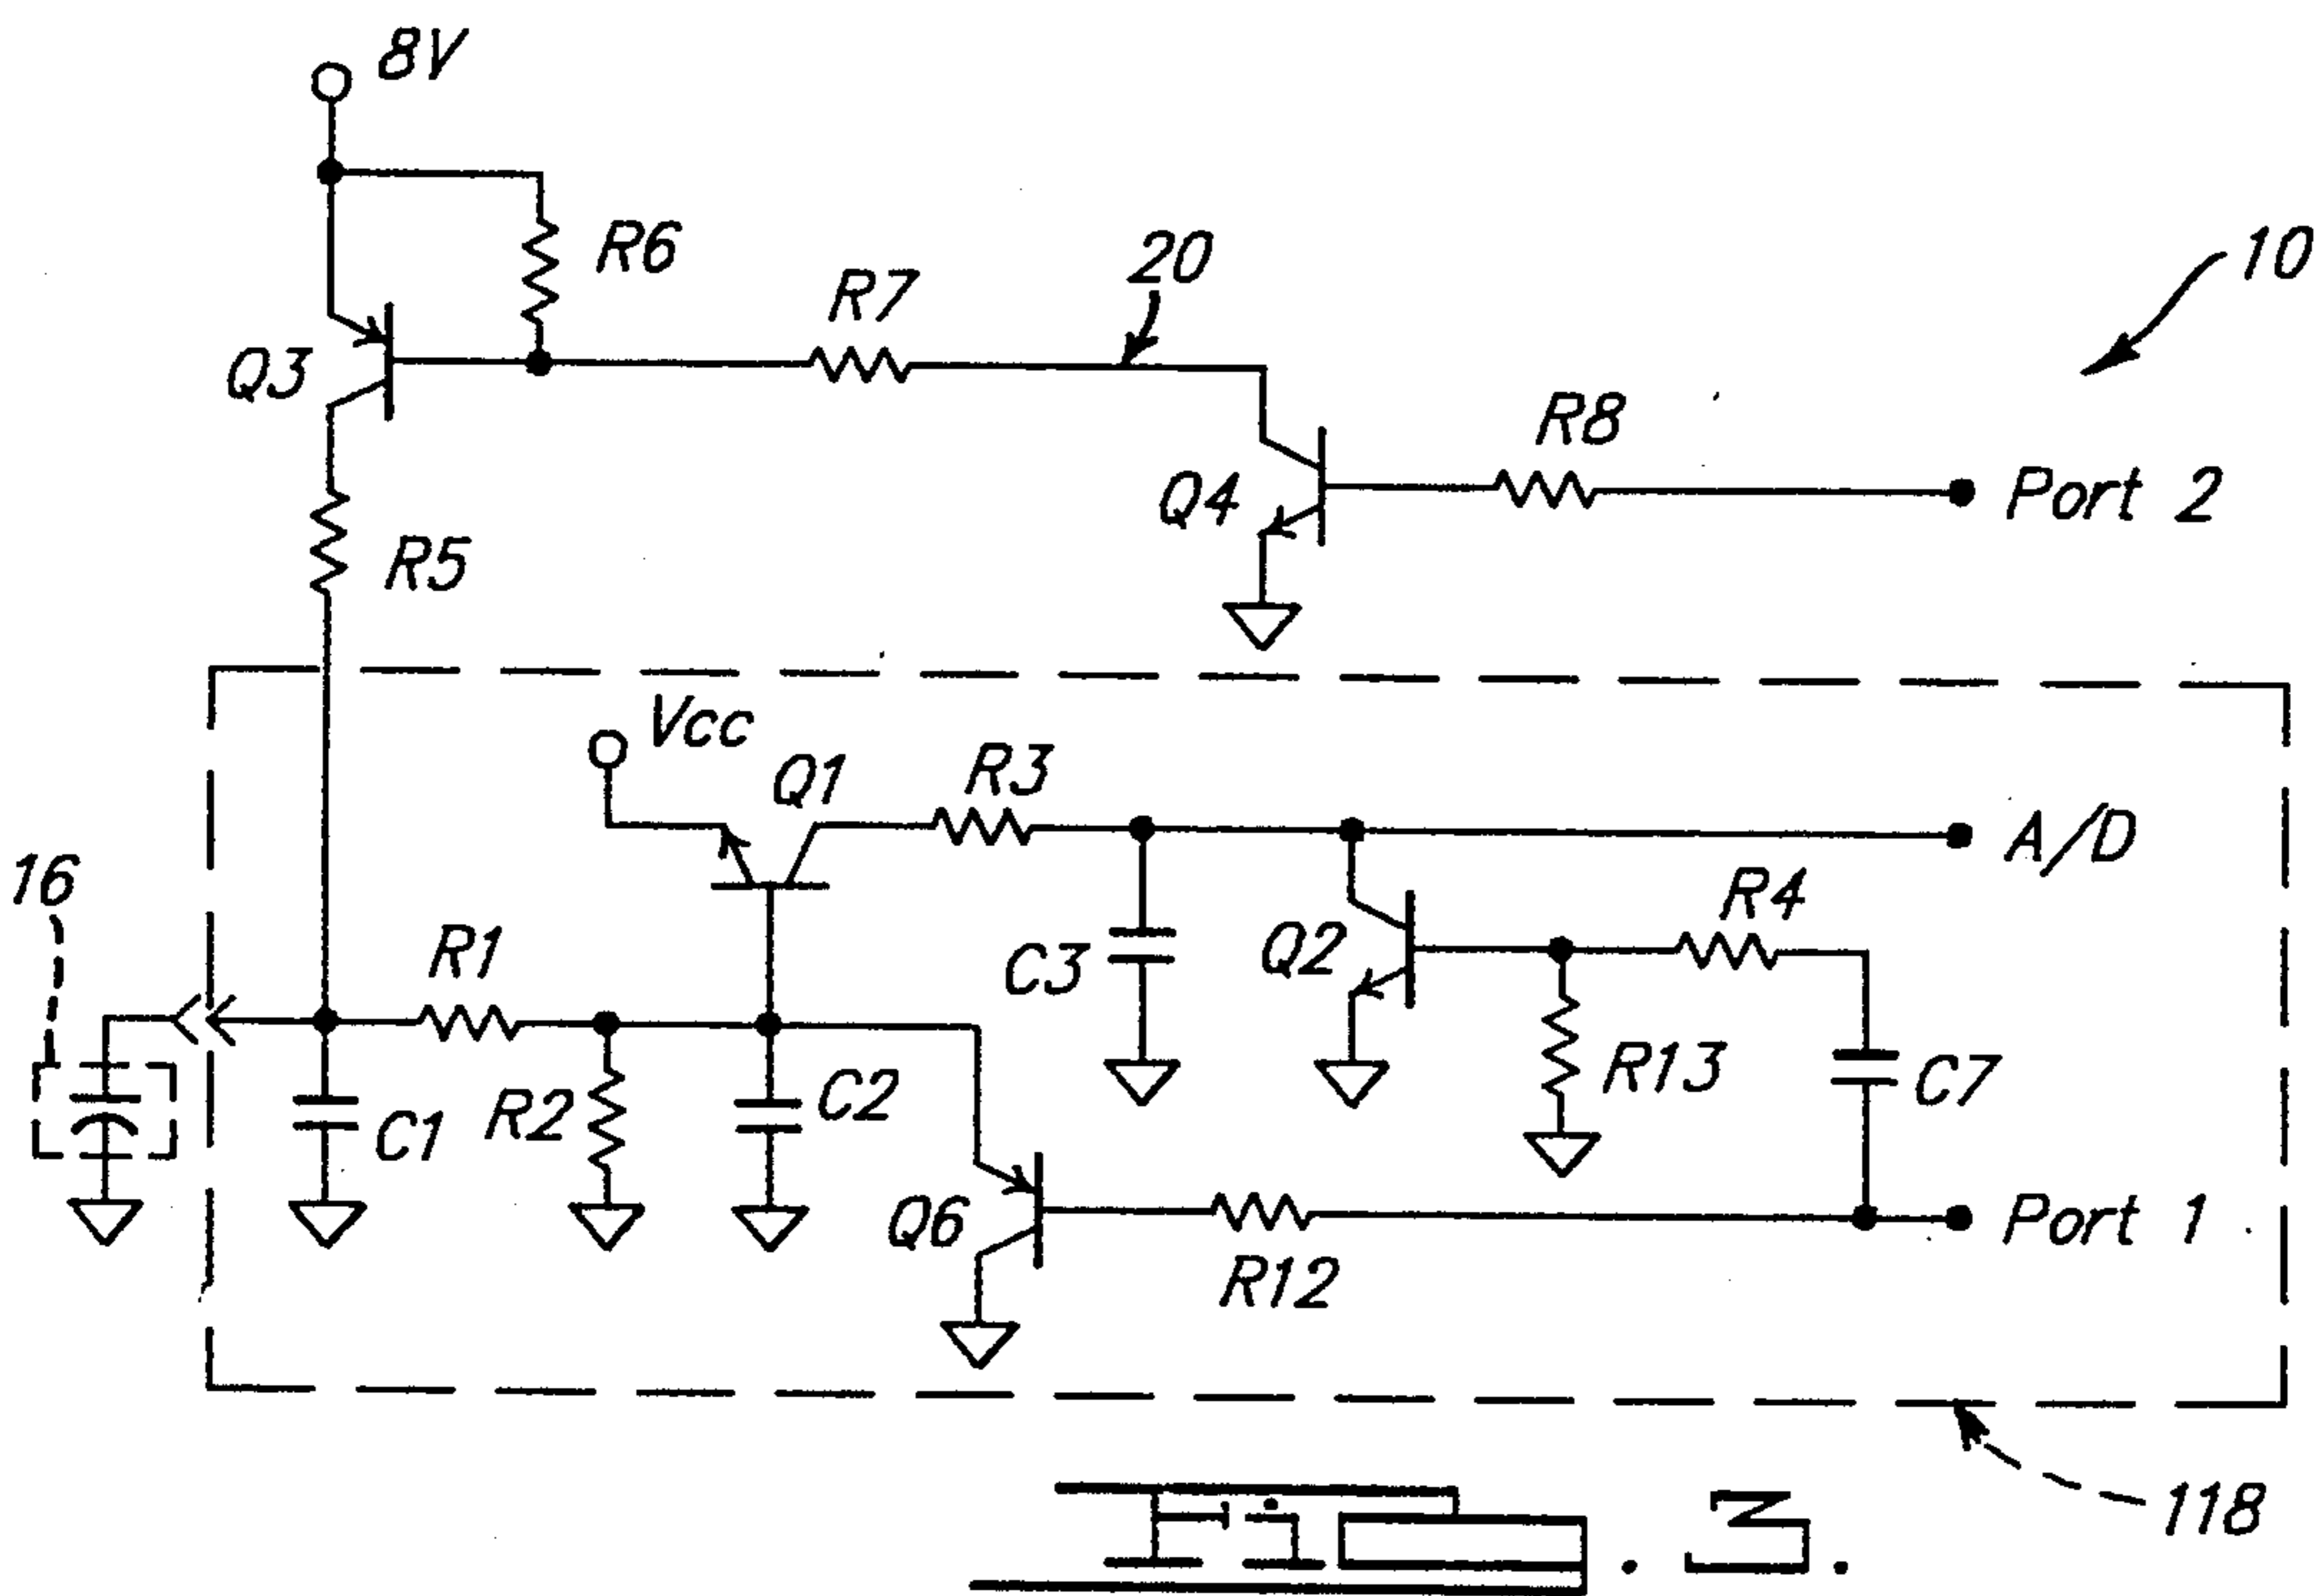 8V
R6
20
10
R7
Q3
R8
Q4
Port 2
R5
Vcc
Q1
R3
A/D
16
R4
R1
Q2
C3
R13
C7
C2
R2
C1
Q6
Port 1
R12
118
Fig. 3.